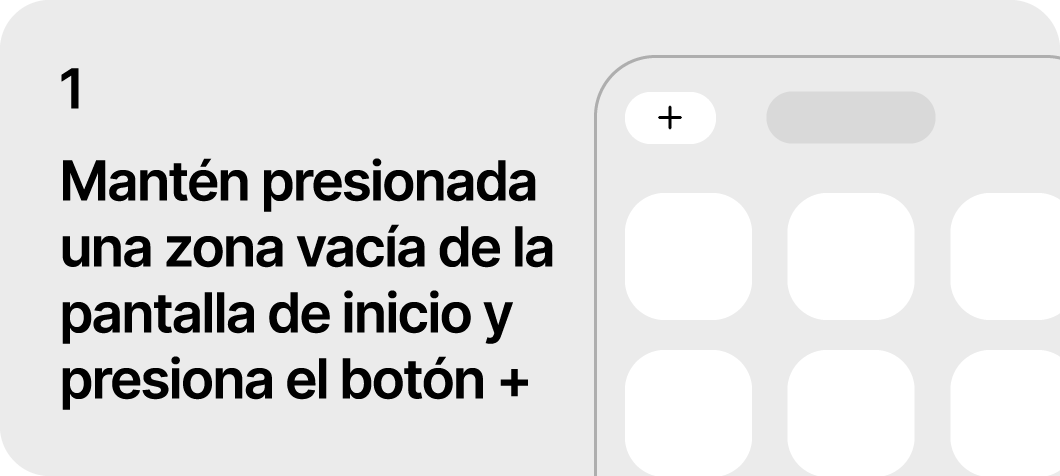 1
Mantén presionada
una zona vacía de la
pantalla de inicio y
presiona el botón +
+